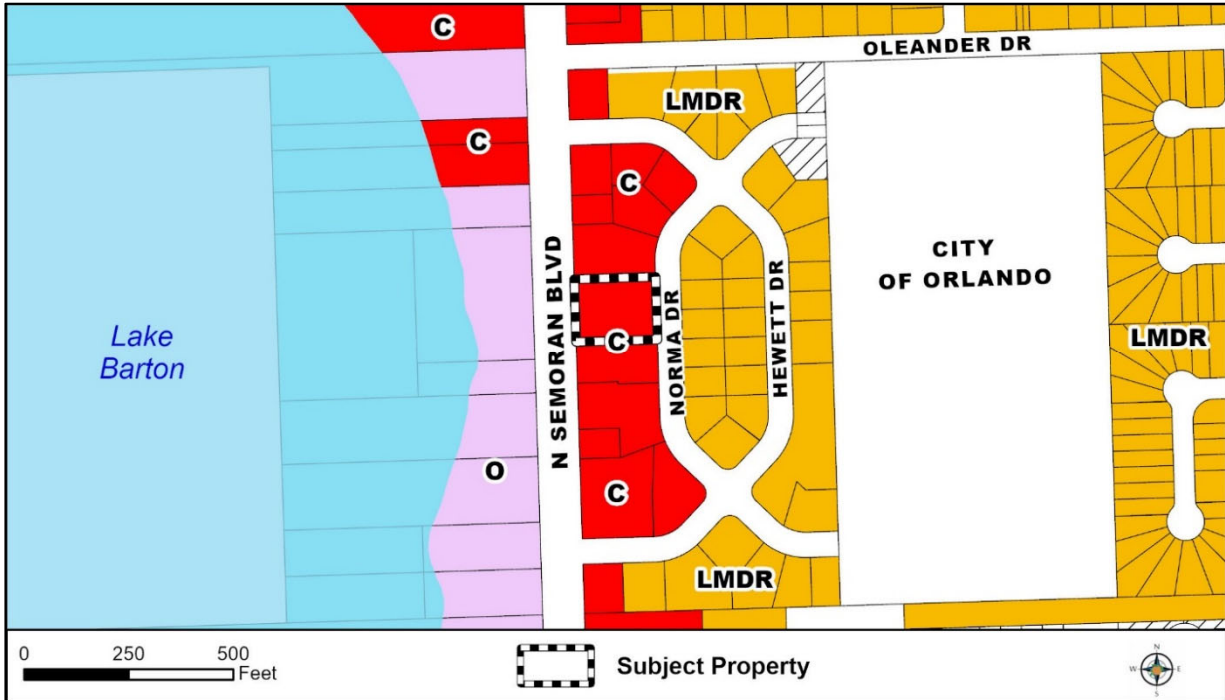 C
OLEANDER DR
LMDR
C
C
N SEMORAN BLVD
NORMA DR
HEWETT DR
CITY
OF ORLANDO
Lake
Barton
C
LMDR
O
C
LMDR
0 250 500
Feet
Subject Property
N
W E
S